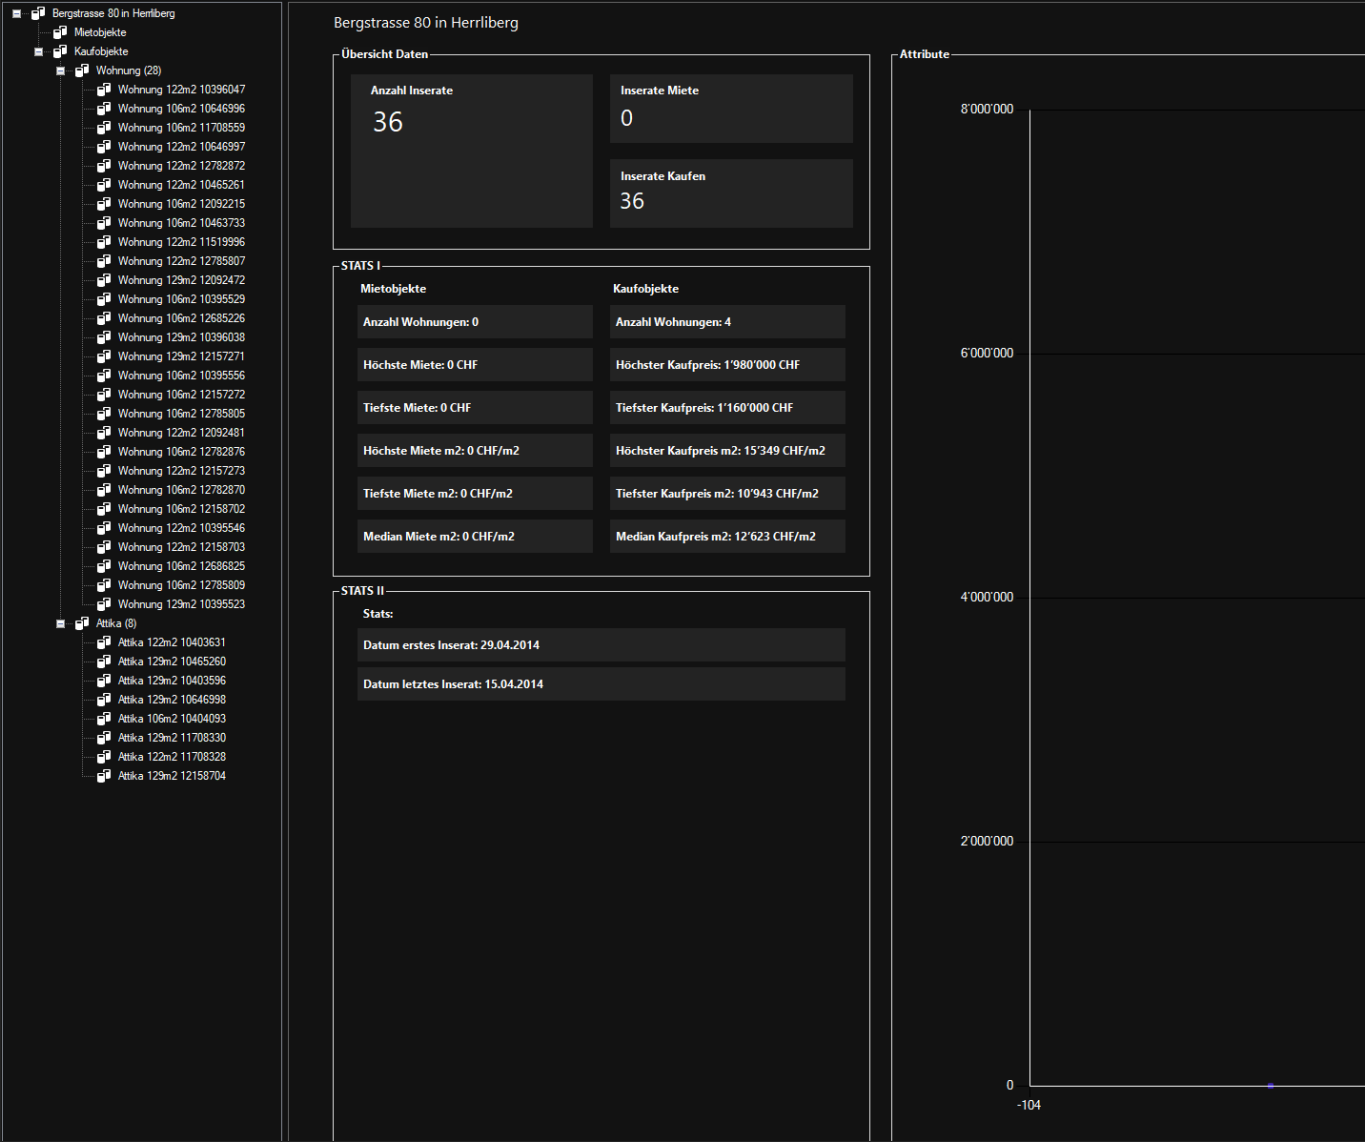 Bergstrasse 80 in Herrliberg
Mietobjekte
Kaufobjekte
Wohnung (28)
Wohnung 122m2 10396047
Wohnung 106m2 10646996
Wohnung 106m2 11708559
Wohnung 122m2 10646997
Wohnung 122m2 12782872
Wohnung 122m2 10465261
Wohnung 106m2 12092215
Wohnung 106m2 10463733
Wohnung 122m2 11519996
Wohnung 122m2 12785807
Wohnung 129m2 12092472
Wohnung 106m2 10395529
Wohnung 106m2 12685226
Wohnung 129m2 10396038
Wohnung 129m2 12157271
Wohnung 106m2 10395556
Wohnung 106m2 12157272
Wohnung 106m2 12785805
Wohnung 122m2 12092481
Wohnung 106m2 12782876
Wohnung 122m2 12157273
Wohnung 106m2 12782870
Wohnung 106m2 12158702
Wohnung 122m2 10395546
Wohnung 122m2 12158703
Wohnung 106m2 12686825
Wohnung 106m2 12785809
Wohnung 129m2 10395523
Attika (8)
Attika 122m2 10403631
Attika 129m2 10465260
Attika 129m2 10403596
Attika 129m2 10646998
Attika 106m2 10404093
Attika 129m2 11708330
Attika 122m2 11708328
Attika 129m2 12158704
Bergstrasse 80 in Herrliberg
Übersicht Daten
Anzahl Inserate
36
Inserate Miete
0
Inserate Kaufen
36
STATS I
Mietobjekte
Anzahl Wohnungen: 0
Höchste Miete: 0 CHF
Tiefste Miete: 0 CHF
Höchste Miete m2: 0 CHF/m2
Tiefste Miete m2: 0 CHF/m2
Median Miete m2: 0 CHF/m2
Kaufobjekte
Anzahl Wohnungen: 4
Höchster Kaufpreis: 1'980'000 CHF
Tiefster Kaufpreis: 1'160'000 CHF
Höchster Kaufpreis m2: 15'349 CHF/m2
Tiefster Kaufpreis m2: 10'943 CHF/m2
Median Kaufpreis m2: 12'623 CHF/m2
STATS II
Stats:
Datum erstes Inserat: 29.04.2014
Datum letztes Inserat: 15.04.2014
Attribute
8'000'000
6'000'000
4'000'000
2'000'000
0
-104